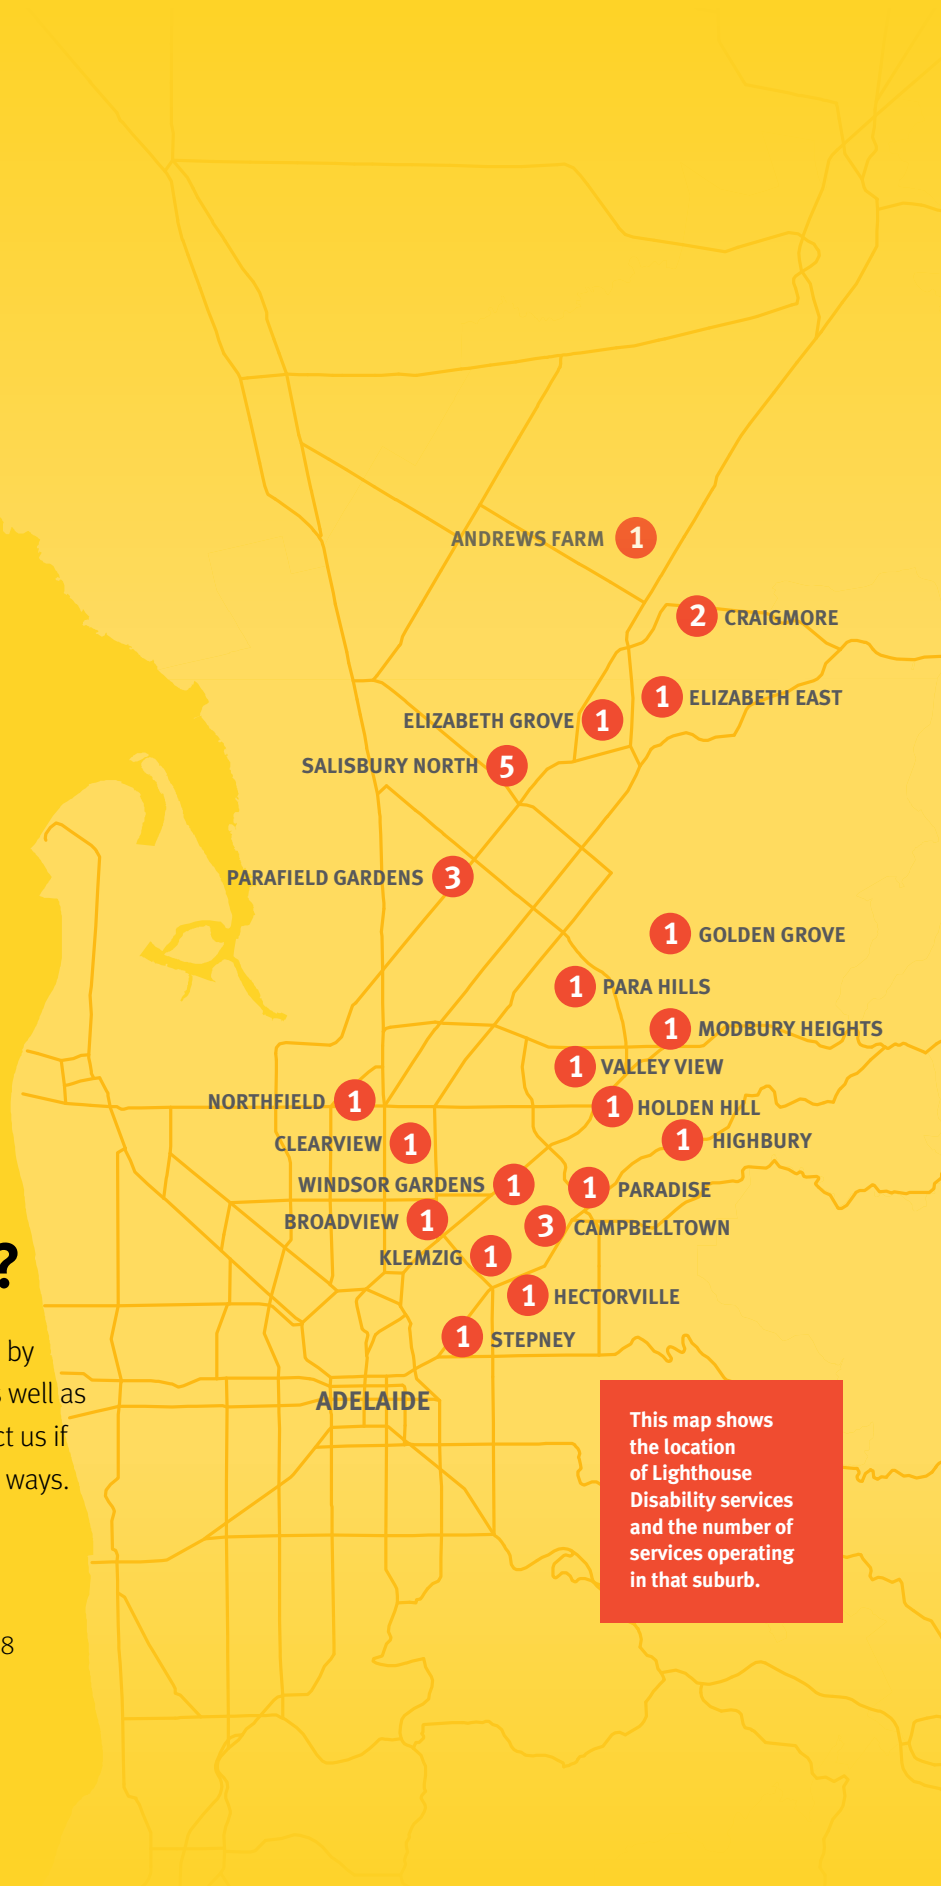 ANDREWS FARM 1
2 CRAIGMORE
1 ELIZABETH EAST
ELIZABETH GROVE 1
SALISBURY NORTH 5
PARAFIELD GARDENS 3
1 GOLDEN GROVE
1 PARA HILLS
1 MODBURY HEIGHTS
1 VALLEY VIEW
NORTHFIELD 1
1 HOLDEN HILL
CLEARVIEW 1
1 HIGHBURY
WINDSOR GARDENS 1
1 PARADISE
BROADVIEW 1
3 CAMPBELLTOWN
KLEMZIG 1
1 HECTORVILLE
1 STEPNEY
ADELAIDE
?
by
well as
us if
ways.
8
This map shows
the location
of Lighthouse
Disability services
and the number of
services operating
in that suburb.